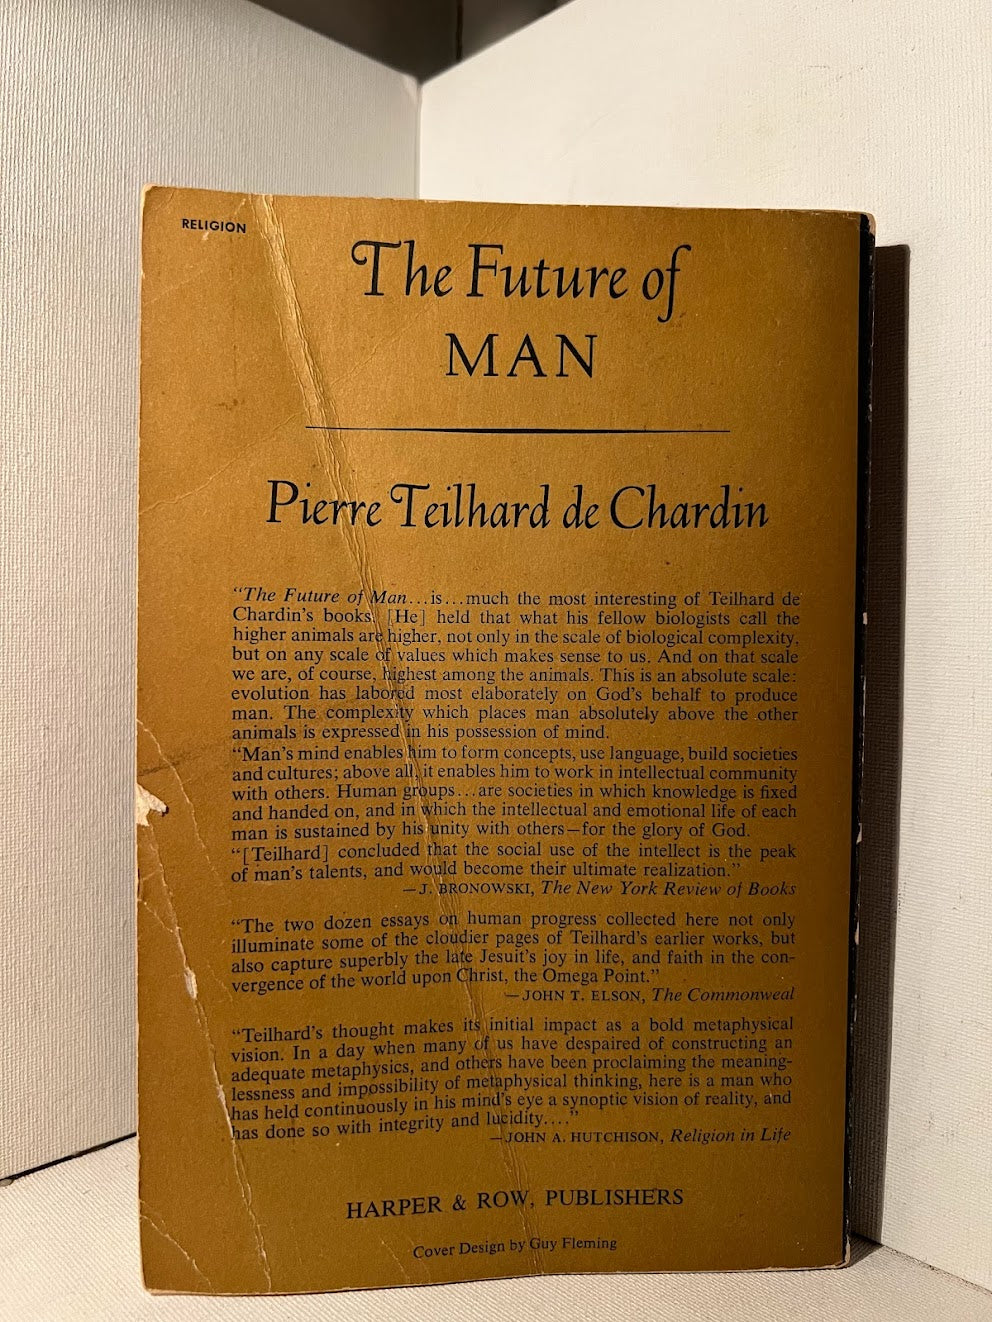 RELIGION
The Future of
MAN
Pierre Teilhard de Chardin
“The Future of Man...is...much the most interesting of Teilhard de
Chardin’s books. [He] held that what his fellow biologists call the
higher animals are higher, not only in the scale of biological complexity,
but on any scale of values which makes sense to us. And on that scale
we are, of course, highest among the animals. This is an absolute scale:
evolution has labored most elaborately on God’s behalf to produce
man. The complexity which places man absolutely above the other
animals is expressed in his possession of mind.
“Man’s mind enables him to form concepts, use language, build societies
and cultures; above all, it enables him to work in intellectual community
with others. Human groups...are societies in which knowledge is fixed
and handed on, and in which the intellectual and emotional life of each
man is sustained by his unity with others—for the glory of God.
“[Teilhard] concluded that the social use of the intellect is the peak
of man’s talents, and would become their ultimate realization.”
—J. BRONOWSKI, The New York Review of Books
“The two dozen essays on human progress collected here not only
illuminate some of the cloudier pages of Teilhard’s earlier works, but
also capture superbly the late Jesuit’s joy in life, and faith in the con-
vergence of the world upon Christ, the Omega Point.”
—JOHN T. ELSON, The Commonweal
“Teilhard’s thought makes its initial impact as a bold metaphysical
vision. In a day when many of us have despaired of constructing an
adequate metaphysics, and others have been proclaiming the meaning-
lessness and impossibility of metaphysical thinking, here is a man who
has held continuously in his mind’s eye a synoptic vision of reality, and
has done so with integrity and lucidity....”
—JOHN A. HUTCHISON, Religion in Life
HARPER & ROW, PUBLISHERS
Cover Design by Guy Fleming